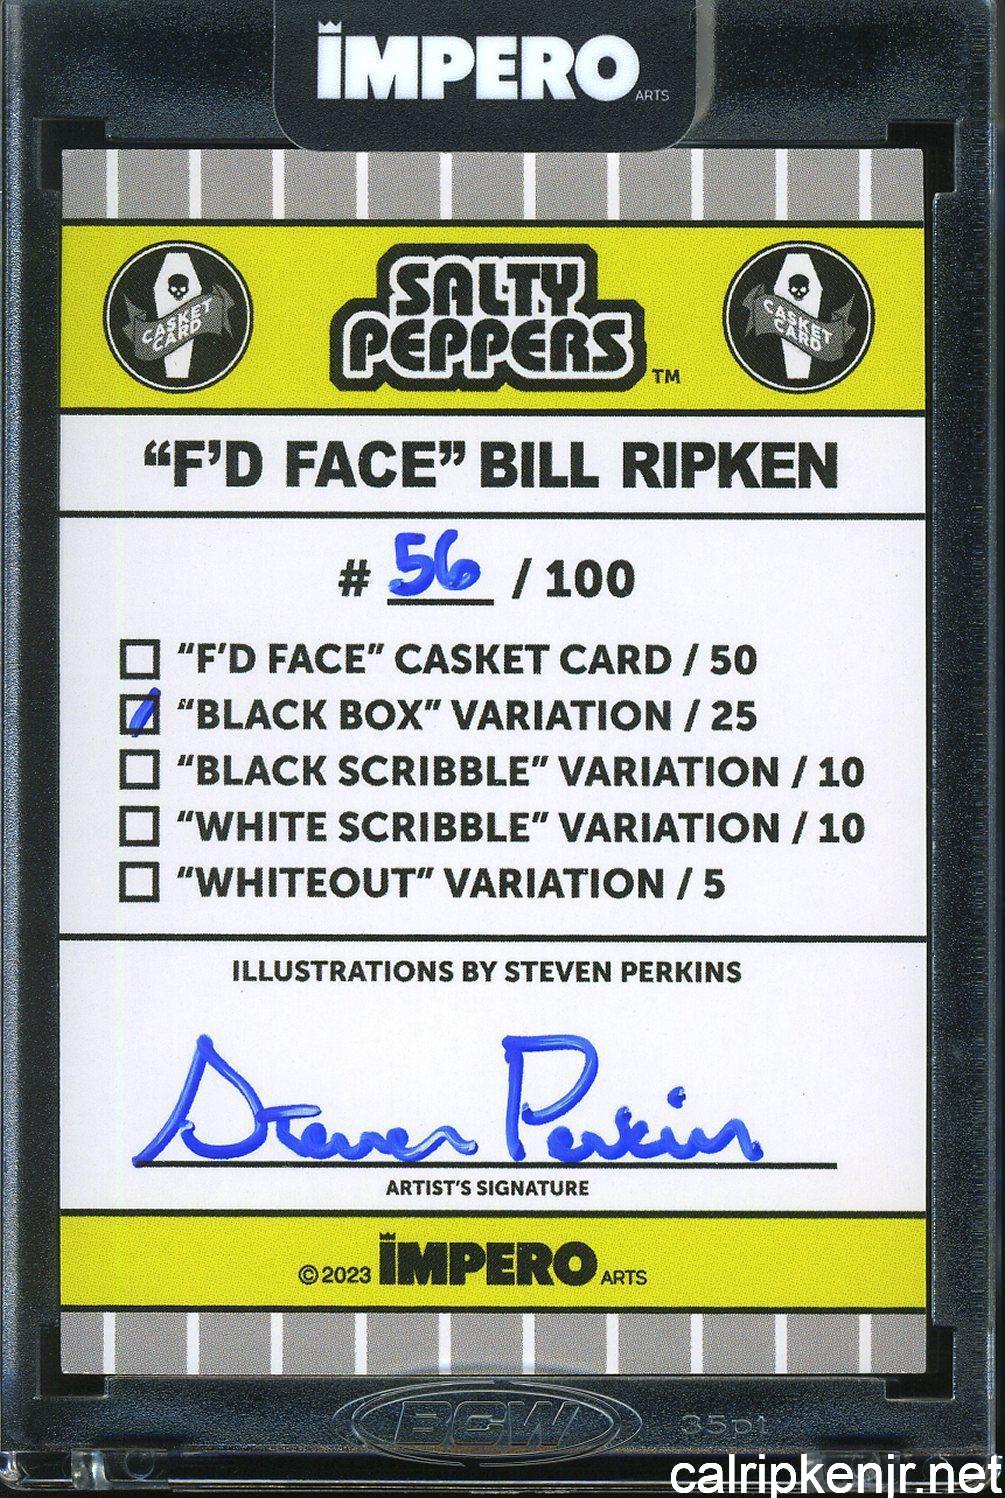 IMPERO ARTS
SALTY
PEPPERS™
CASKET
CARD
CASKET
CARD
“F’D FACE” BILL RIPKEN
# 56 / 100
“F’D FACE” CASKET CARD / 50
“BLACK BOX” VARIATION / 25
“BLACK SCRIBBLE” VARIATION / 10
“WHITE SCRIBBLE” VARIATION / 10
“WHITEOUT” VARIATION / 5
ILLUSTRATIONS BY STEVEN PERKINS
Steven Perkins
ARTIST’S SIGNATURE
©2023 IMPERO ARTS
BCW 35pt
calripkenjr.net